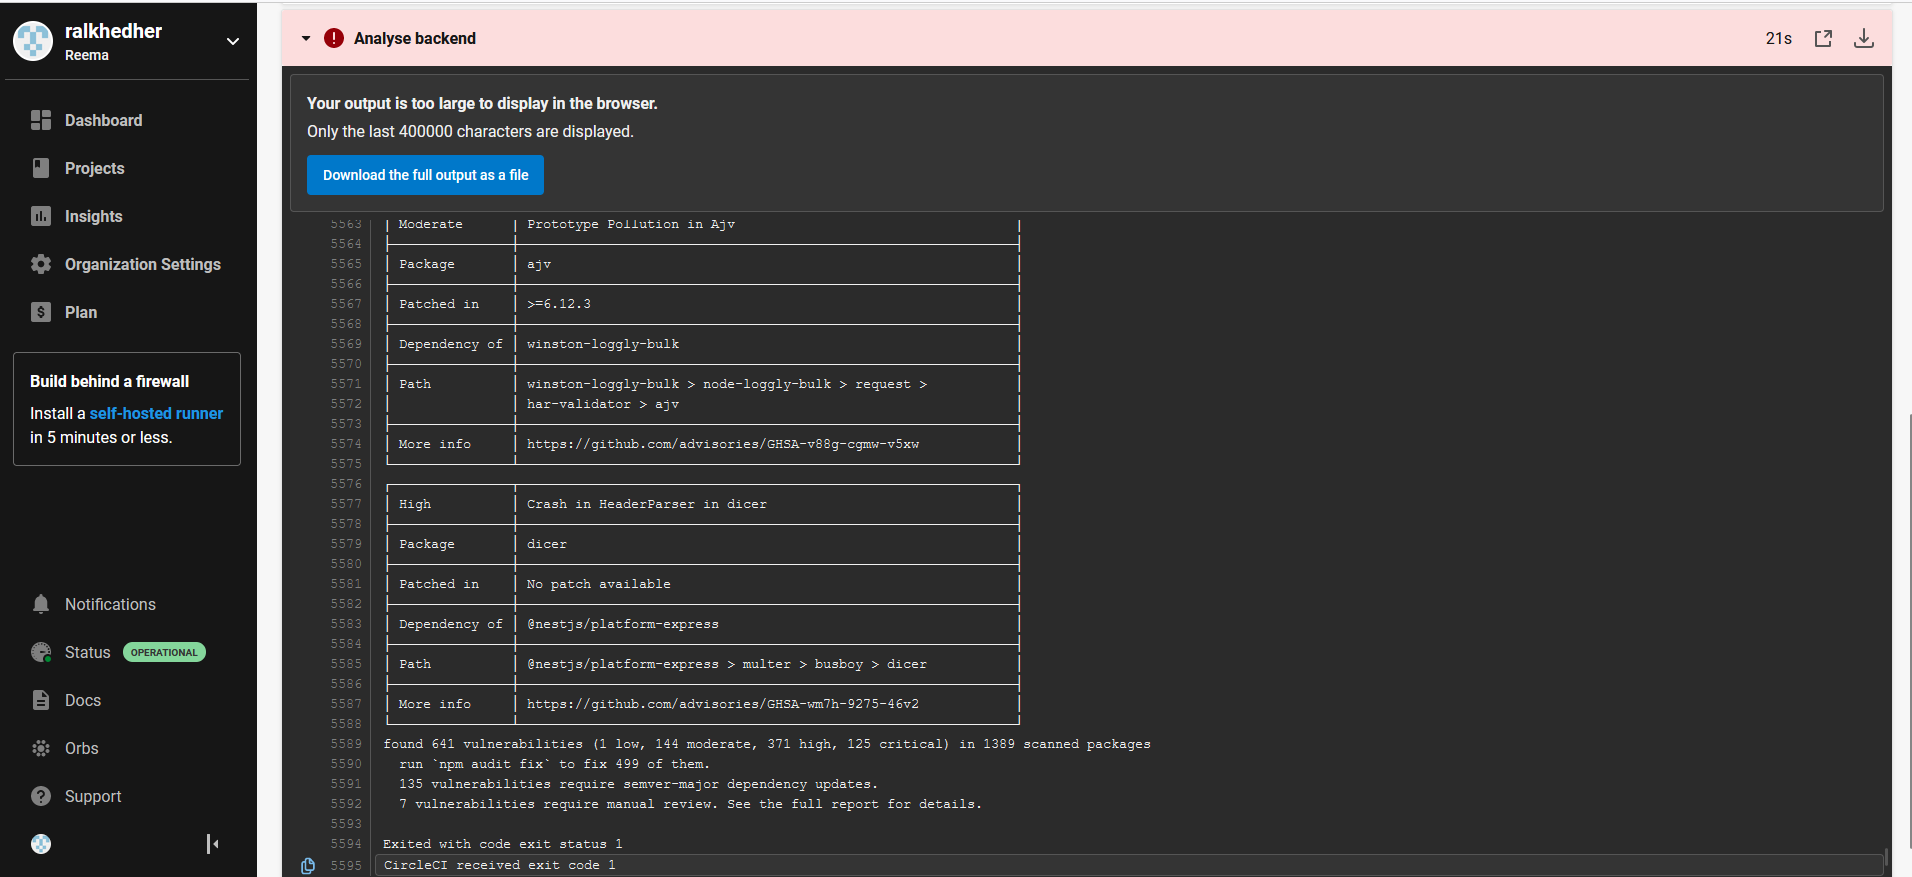 ralkhedher
Reema
Dashboard
Projects
Insights
Organization Settings
Plan
Build behind a firewall
Install a self-hosted runner
in 5 minutes or less.
Notifications
Status OPERATIONAL
Docs
Orbs
Support
Analyse backend 21s
Your output is too large to display in the browser.
Only the last 400000 characters are displayed.
Download the full output as a file
5563 Moderate Prototype Pollution in Ajv
5564
5565 Package ajv
5566
5567 Patched in >=6.12.3
5568
5569 Dependency of winston-loggly-bulk
5570
5571 Path winston-loggly-bulk > node-loggly-bulk > request >
5572 har-validator > ajv
5573
5574 More info https://github.com/advisories/GHSA-v88g-cgmw-v5xw
5575
5576
5577 High Crash in HeaderParser in dicer
5578
5579 Package dicer
5580
5581 Patched in No patch available
5582
5583 Dependency of @nestjs/platform-express
5584
5585 Path @nestjs/platform-express > multer > busboy > dicer
5586
5587 More info https://github.com/advisories/GHSA-wm7h-9275-46v2
5588
5589 found 641 vulnerabilities (1 low, 144 moderate, 371 high, 125 critical) in 1389 scanned packages
5590 run `npm audit fix` to fix 499 of them.
5591 135 vulnerabilities require semver-major dependency updates.
5592 7 vulnerabilities require manual review. See the full report for details.
5593
5594 Exited with code exit status 1
5595 CircleCI received exit code 1